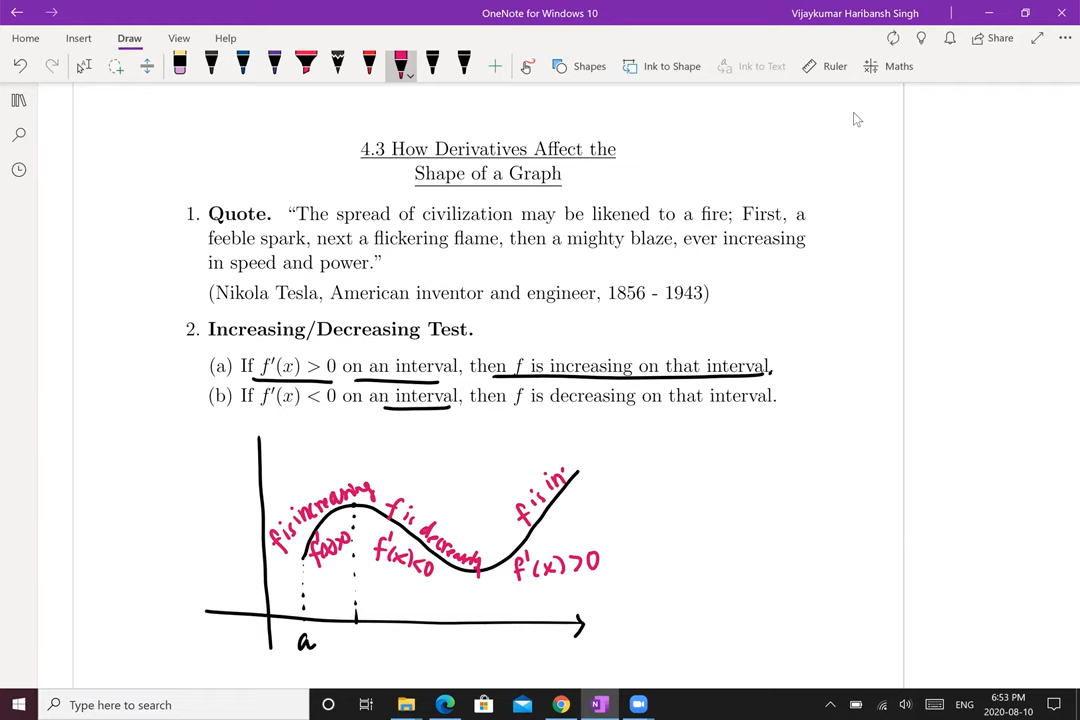 OneNote for Windows 10
Vijaykumar Haribansh Singh
Home Insert Draw View Help
Share
Shapes Ink to Shape Ink to Text Ruler Maths
4.3 How Derivatives Affect the
Shape of a Graph
1. Quote. “The spread of civilization may be likened to a fire; First, a
feeble spark, next a flickering flame, then a mighty blaze, ever increasing
in speed and power.”
(Nikola Tesla, American inventor and engineer, 1856 - 1943)
2. Increasing/Decreasing Test.
(a) If f′(x) > 0 on an interval, then f is increasing on that interval.
(b) If f′(x) < 0 on an interval, then f is decreasing on that interval.
f is increasing
f is decreasing
f is in
f'(x)>0
f'(x)<0
f'(x)>0
a
Type here to search
ENG
6:53 PM
2020-08-10